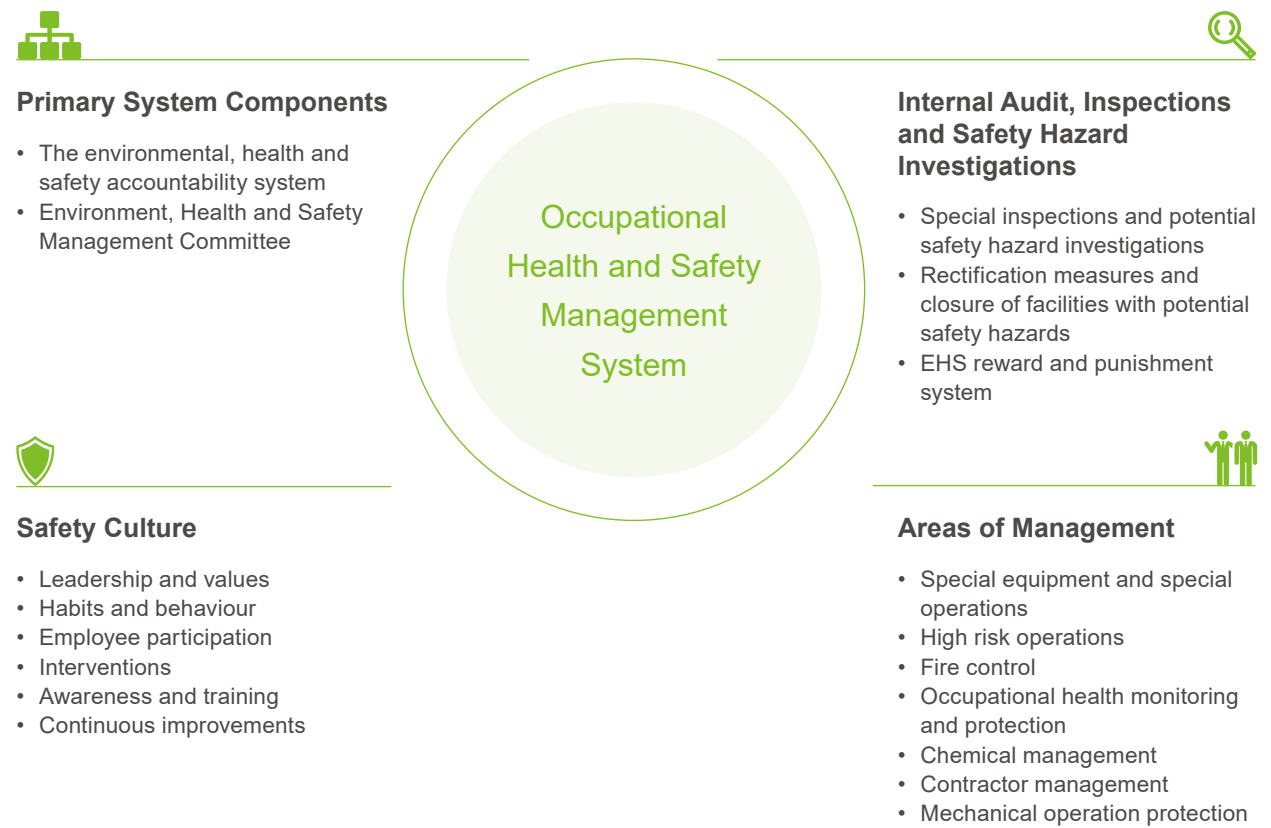 Primary System Components
• The environmental, health and
safety accountability system
• Environment, Health and Safety
Management Committee
Occupational
Health and Safety
Management
System
Internal Audit, Inspections
and Safety Hazard
Investigations
• Special inspections and potential
safety hazard investigations
• Rectification measures and
closure of facilities with potential
safety hazards
• EHS reward and punishment
system
Safety Culture
• Leadership and values
• Habits and behaviour
• Employee participation
• Interventions
• Awareness and training
• Continuous improvements
Areas of Management
• Special equipment and special
operations
• High risk operations
• Fire control
• Occupational health monitoring
and protection
• Chemical management
• Contractor management
• Mechanical operation protection